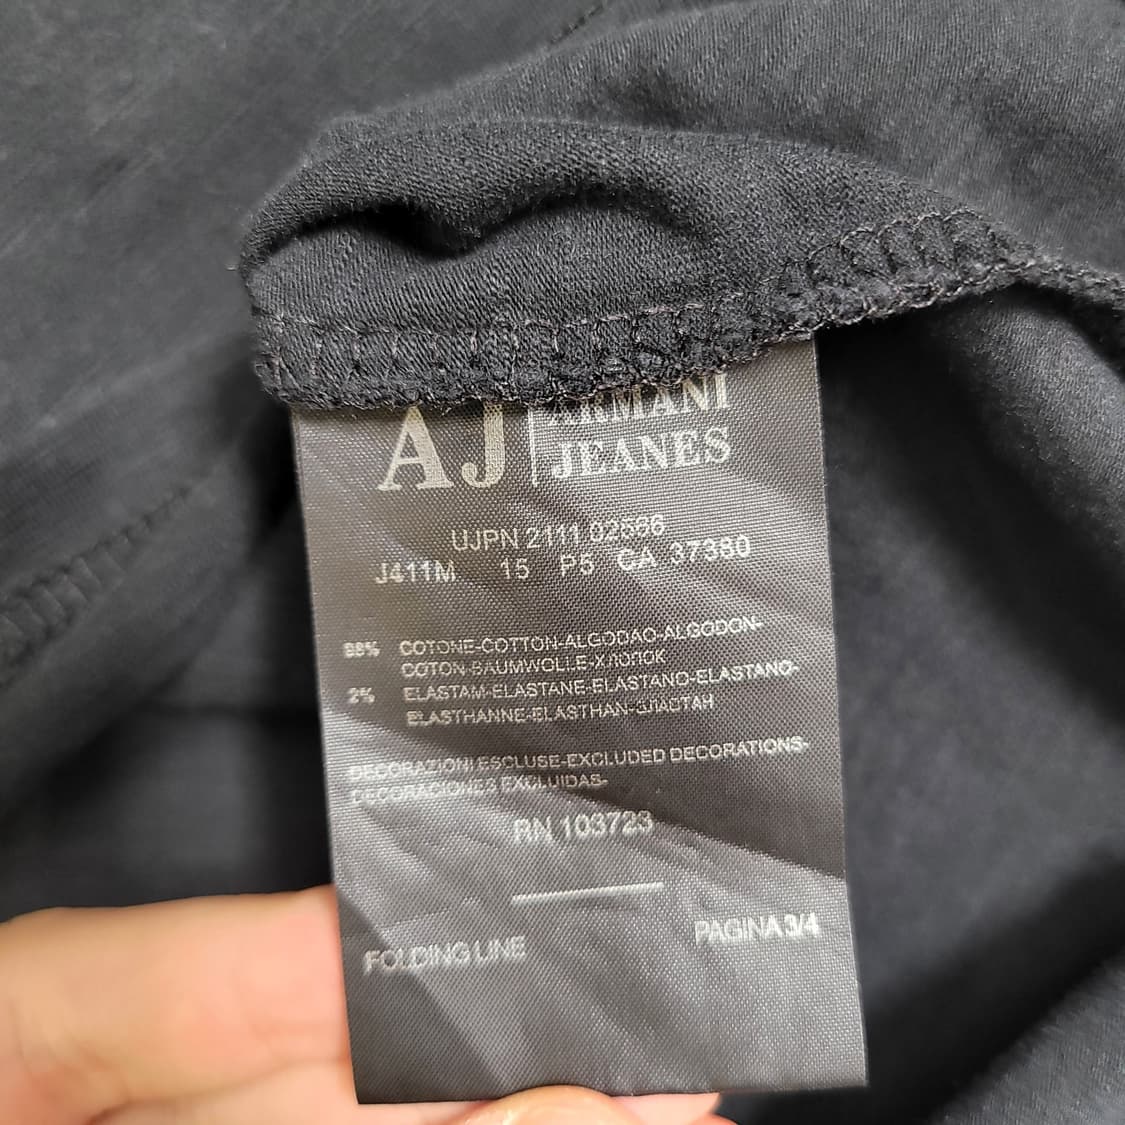 AJ ARMANI
JEANES
UJPN 2111 02566
J411M 15 P5 CA 37380
98% COTONE-COTTON-ALGODAO-ALGODON-
COTON-BAUMWOLLE-ХЛОПОК
2% ELASTAM-ELASTANE-ELASTANO-ELASTANO-
ELASTHANNE-ELASTHAN-ЭЛАСТАН
DECORAZIONI ESCLUSE-EXCLUDED DECORATIONS-
DECORACIONES EXCLUIDAS-
RN 103723
FOLDING LINE
PAGINA 3/4